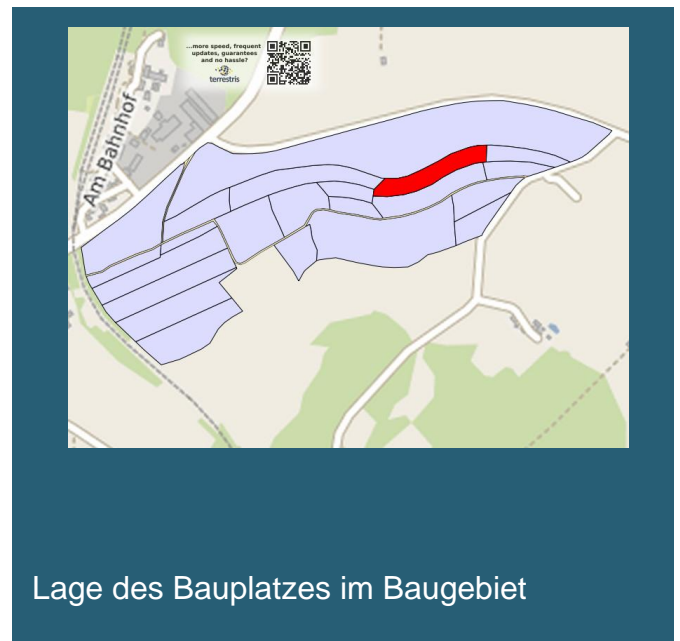 ...more speed, frequent
updates, guarantees
and no hassle?
terrestris
Am Bahnhof
Lage des Bauplatzes im Baugebiet